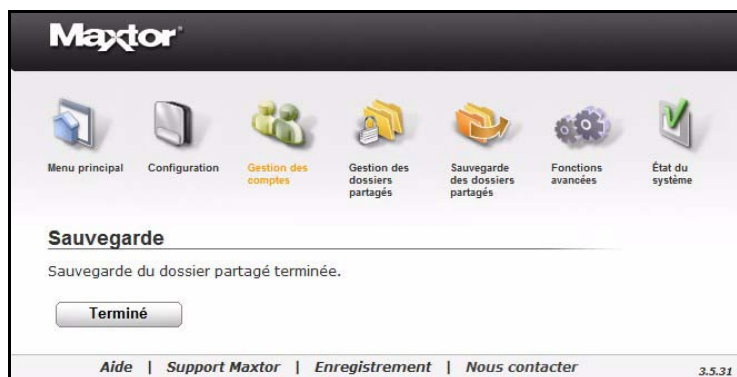 Maxtor
Menu principal
Configuration
Gestion des
comptes
Gestion des
dossiers
partagés
Sauvegarde
des dossiers
partagés
Fonctions
avancées
État du
système
Sauvegarde
Sauvegarde du dossier partagé terminée.
Terminé
Aide | Support Maxtor | Enregistrement | Nous contacter
3.5.31